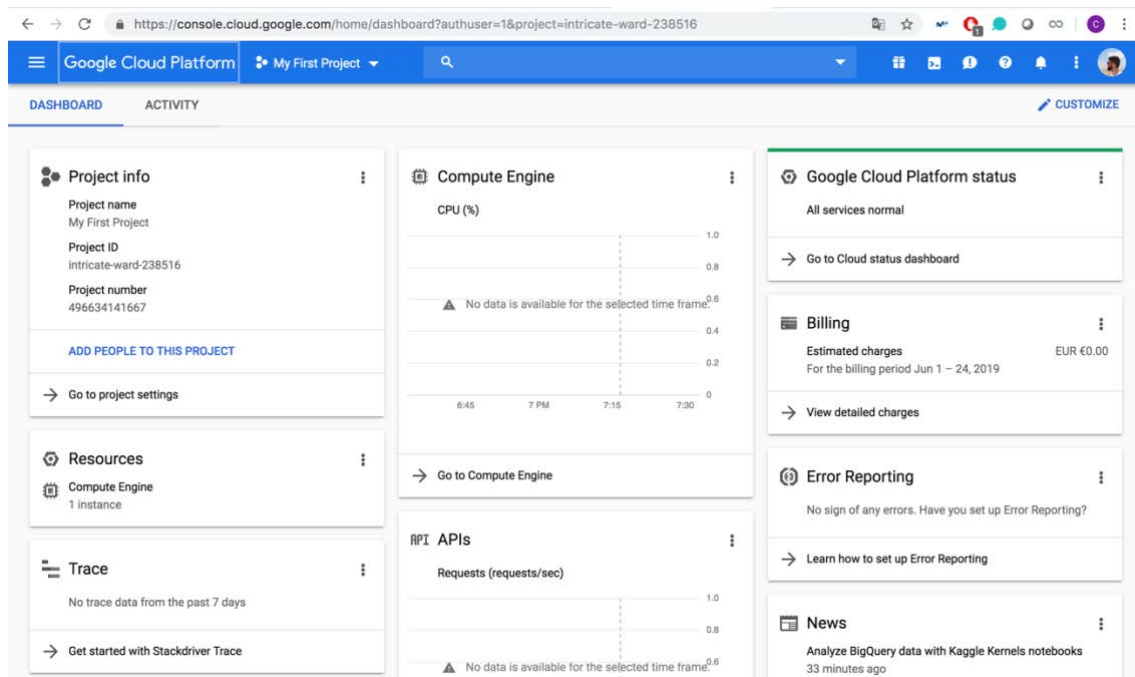 https://console.cloud.google.com/home/dashboard?authuser=1&project=intricate-ward-238516
1
C
Google Cloud Platform
My First Project
DASHBOARD
ACTIVITY
CUSTOMIZE
Project info
Project name
My First Project
Project ID
intricate-ward-238516
Project number
496634141667
ADD PEOPLE TO THIS PROJECT
Go to project settings
Resources
Compute Engine
1 instance
Trace
No trace data from the past 7 days
Get started with Stackdriver Trace
Compute Engine
CPU (%)
1.0
0.8
No data is available for the selected time frame.
0.6
0.4
0.2
0
6:45 7 PM 7:15 7:30
Go to Compute Engine
API APIs
Requests (requests/sec)
1.0
0.8
No data is available for the selected time frame.
0.6
Google Cloud Platform status
All services normal
Go to Cloud status dashboard
Billing
Estimated charges EUR €0.00
For the billing period Jun 1 – 24, 2019
View detailed charges
Error Reporting
No sign of any errors. Have you set up Error Reporting?
Learn how to set up Error Reporting
News
Analyze BigQuery data with Kaggle Kernels notebooks
33 minutes ago